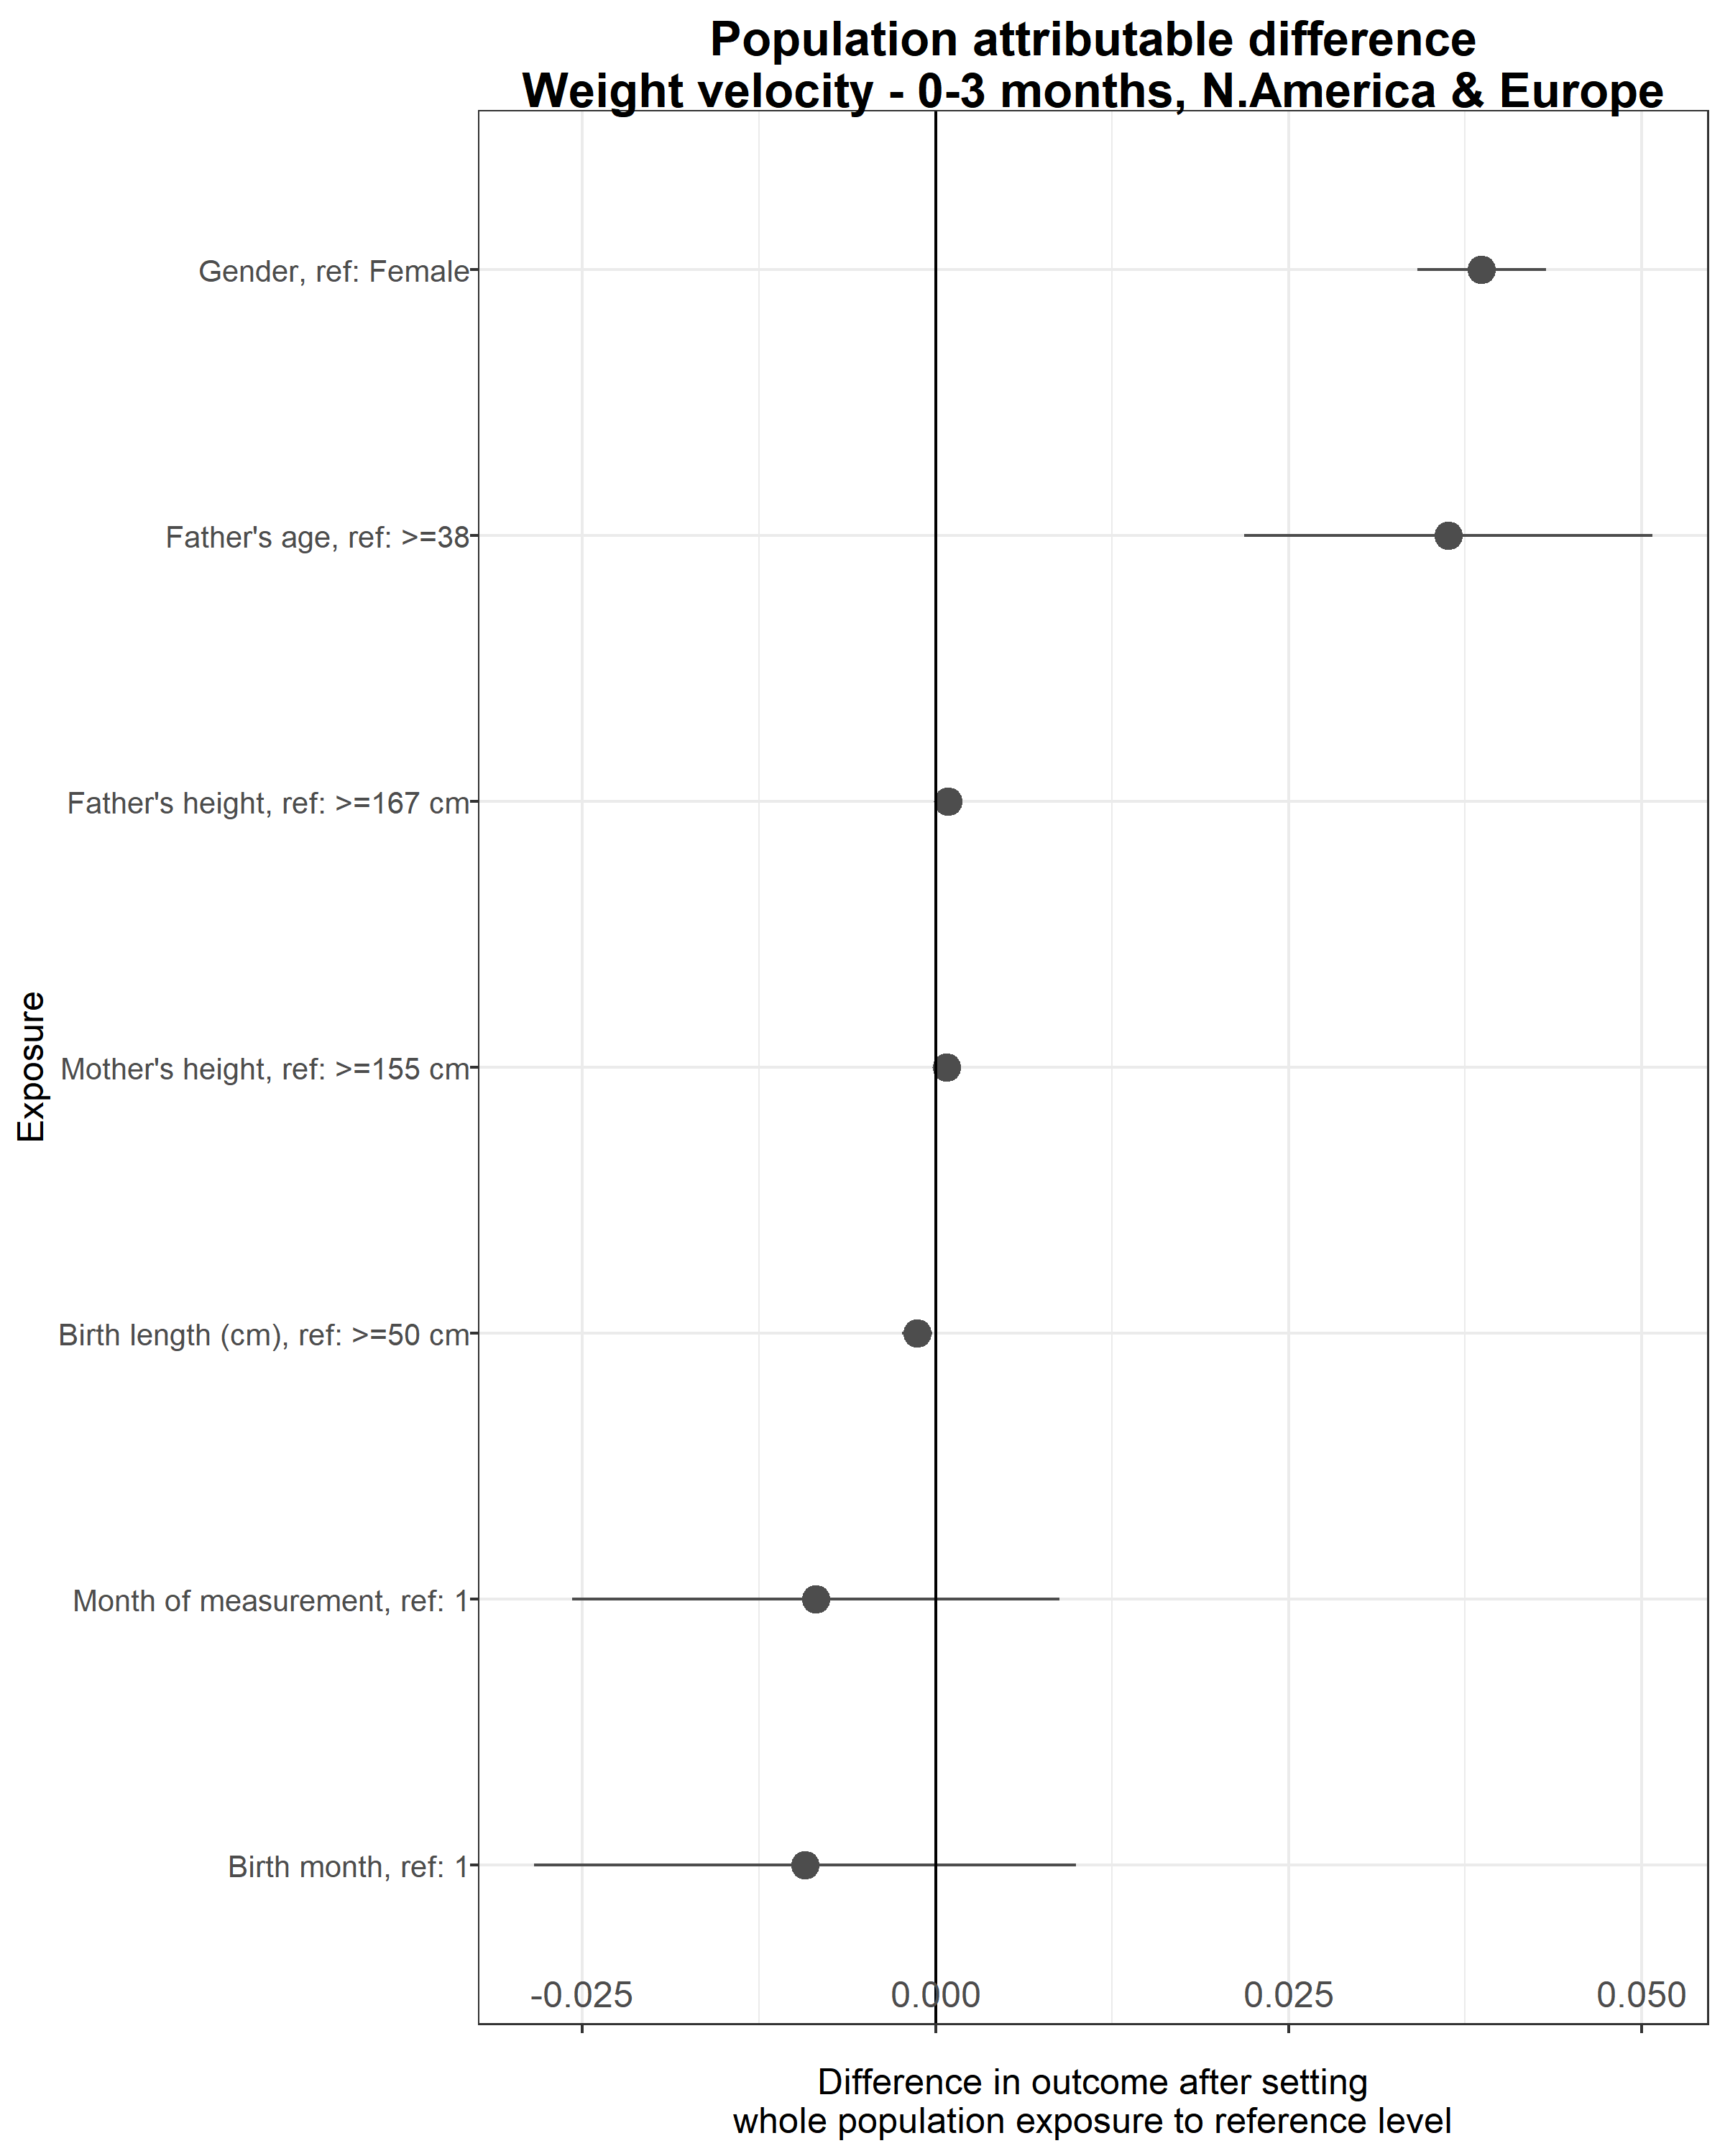 Population attributable difference
Weight velocity - 0-3 months, N.America & Europe
Exposure
Gender, ref: Female
Father's age, ref: >=38
Father's height, ref: >=167 cm
Mother's height, ref: >=155 cm
Birth length (cm), ref: >=50 cm
Month of measurement, ref: 1
Birth month, ref: 1
-0.025 0.000 0.025 0.050
Difference in outcome after setting
whole population exposure to reference level